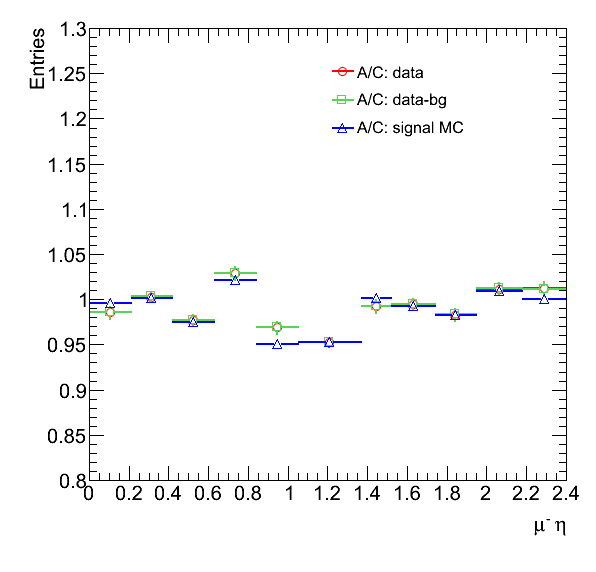 Entries
1.3
1.25
1.2
1.15
1.1
1.05
1
0.95
0.9
0.85
0.8
A/C: data
A/C: data-bg
A/C: signal MC
0 0.2 0.4 0.6 0.8 1 1.2 1.4 1.6 1.8 2 2.2 2.4
μ⁻ η